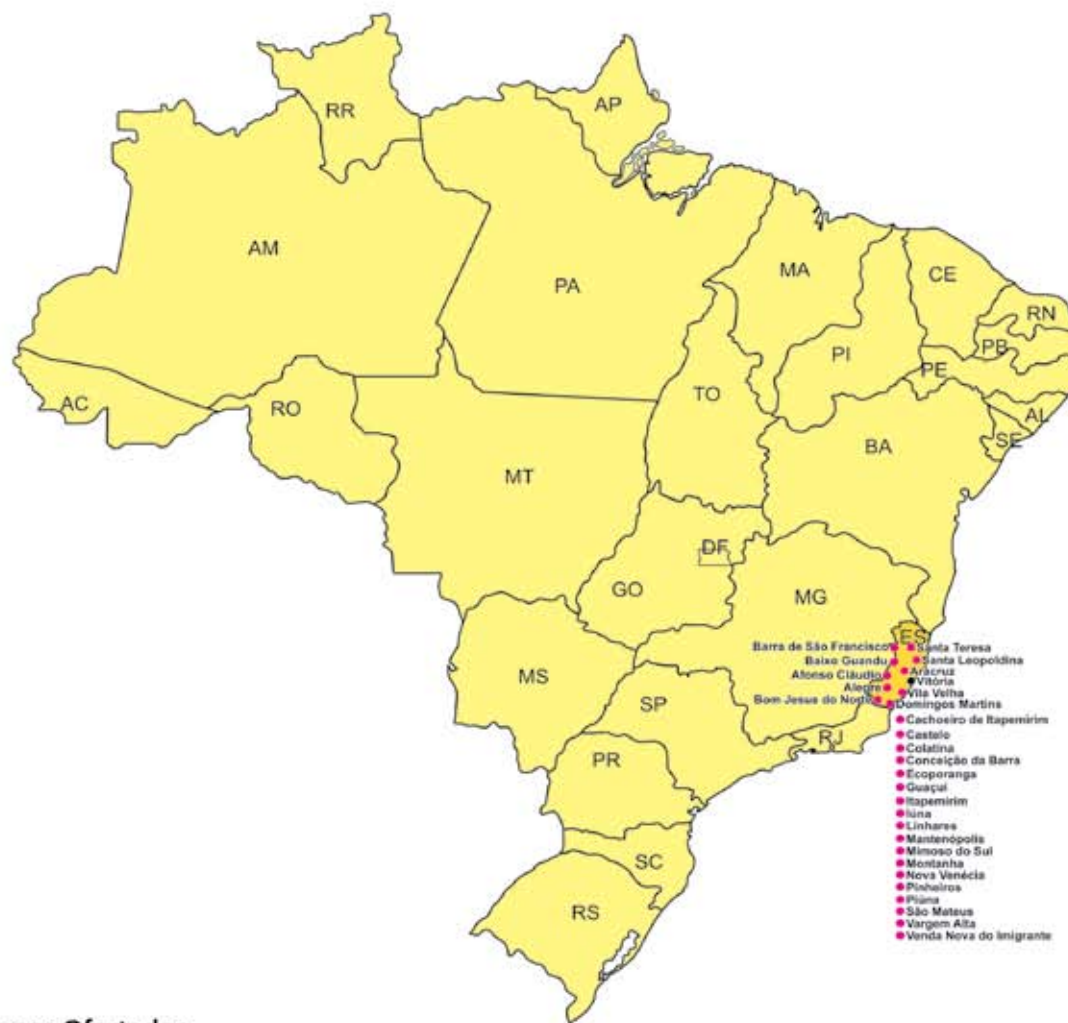 RR
AP
AM
PA
MA
CE
RN
PB
PI
PE
AC
RO
TO
AL
SE
BA
MT
DF
GO
MG
ES
Barra de São Francisco
Santa Teresa
Baixo Guandu
Santa Leopoldina
Afonso Cláudio
Aracruz
Vitória
Alegre
Vila Velha
Bom Jesus do Norte
Domingos Martins
MS
SP
RJ
PR
SC
RS
Cachoeiro de Itapemirim
Castelo
Colatina
Conceição da Barra
Ecoporanga
Guaçuí
Itapemirim
Iúna
Linhares
Mantenópolis
Mimoso do Sul
Montanha
Nova Venécia
Pinheiros
Piúna
São Mateus
Vargem Alta
Venda Nova do Imigrante